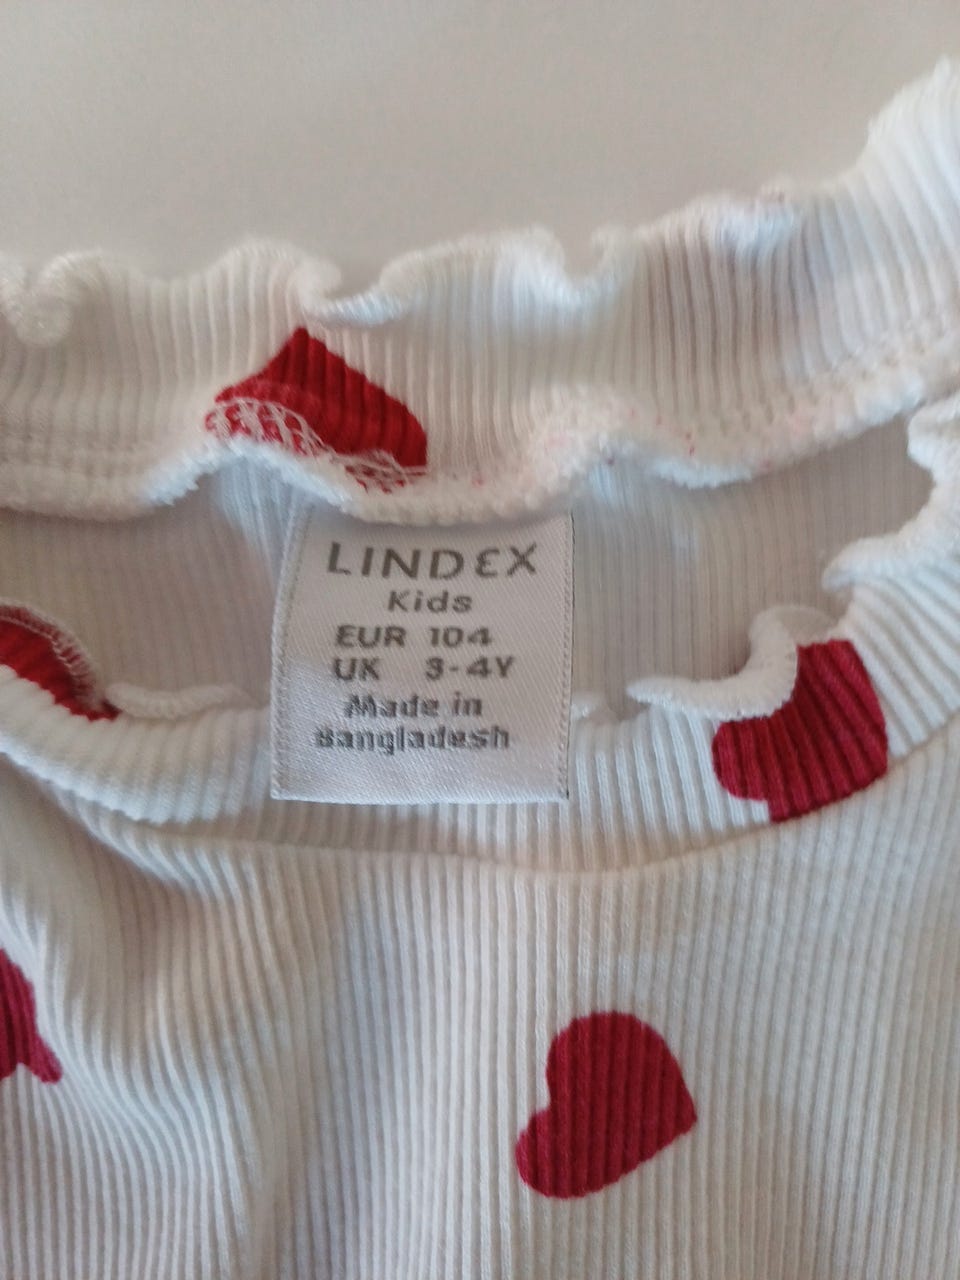 LINDEX
Kids
EUR 104
UK 3-4Y
Made in
Bangladesh